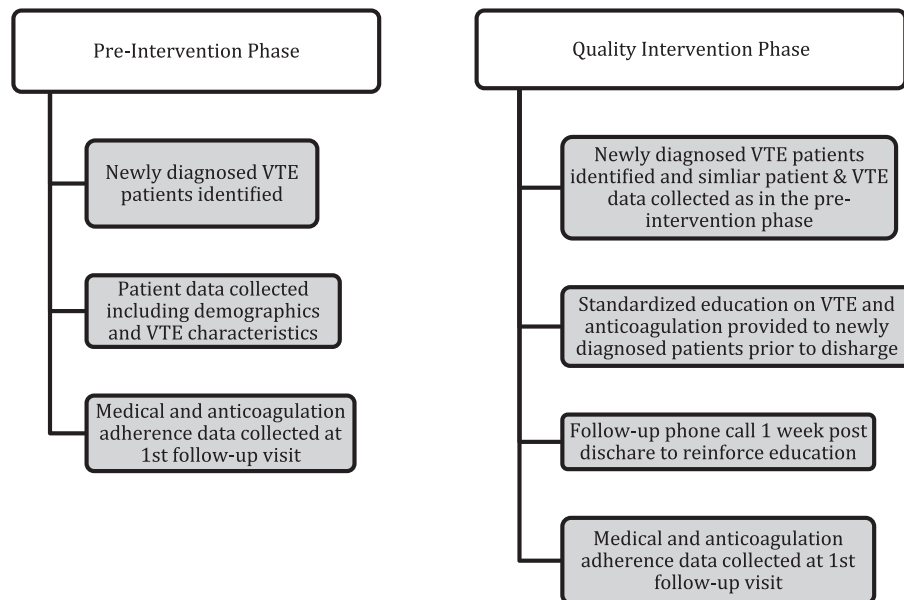 Pre-Intervention Phase
Newly diagnosed VTE
patients identified
Patient data collected
including demographics
and VTE characteristics
Medical and anticoagulation
adherence data collected at
1st follow-up visit
Quality Intervention Phase
Newly diagnosed VTE patients
identified and simliar patient & VTE
data collected as in the pre-
intervention phase
Standardized education on VTE and
anticoagulation provided to newly
diagnosed patients prior to disharge
Follow-up phone call 1 week post
dischare to reinforce education
Medical and anticoagulation
adherence data collected at 1st
follow-up visit